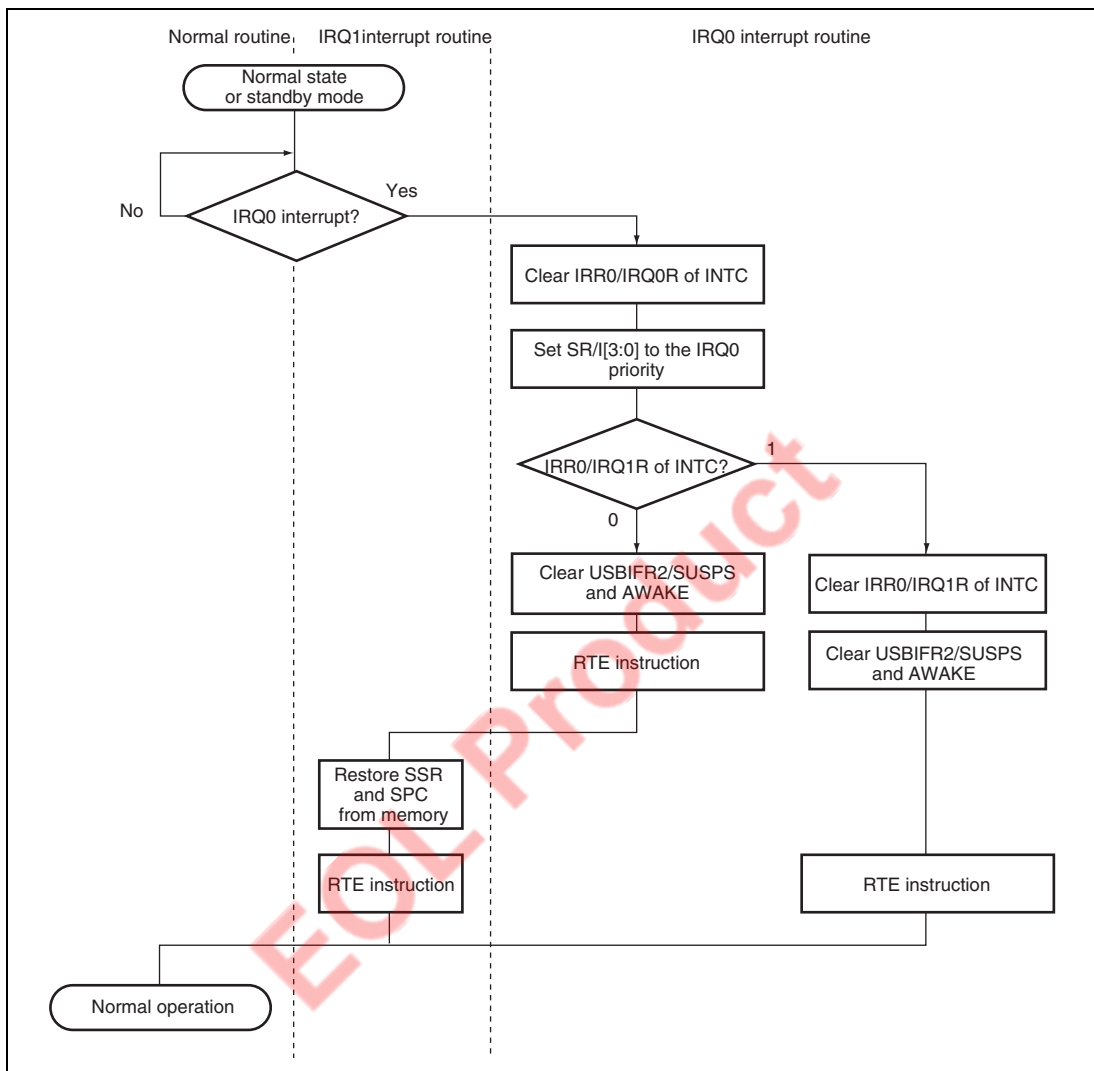 Normal routine
IRQ1interrupt routine
IRQ0 interrupt routine
Normal state
or standby mode
No
IRQ0 interrupt?
Yes
Clear IRR0/IRQ0R of INTC
Set SR/I[3:0] to the IRQ0
priority
IRR0/IRQ1R of INTC?
1
0
Clear USBIFR2/SUSPS
and AWAKE
Clear IRR0/IRQ1R of INTC
RTE instruction
Clear USBIFR2/SUSPS
and AWAKE
Restore SSR
and SPC
from memory
RTE instruction
RTE instruction
Normal operation
EOL Product